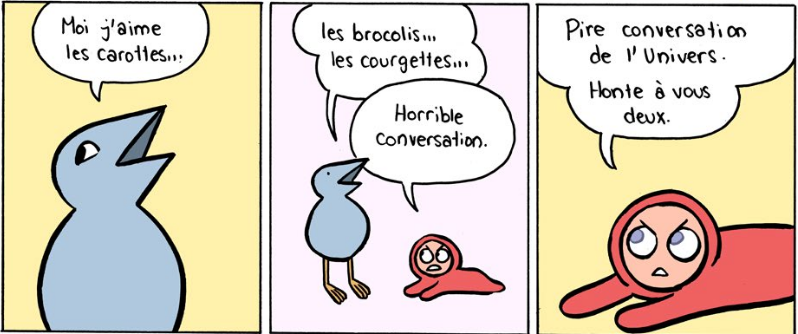 Moi j'aime
les carottes...
les brocolis...
les courgettes...
Horrible
conversation.
Pire conversation
de l'Univers.
Honte à vous
deux.